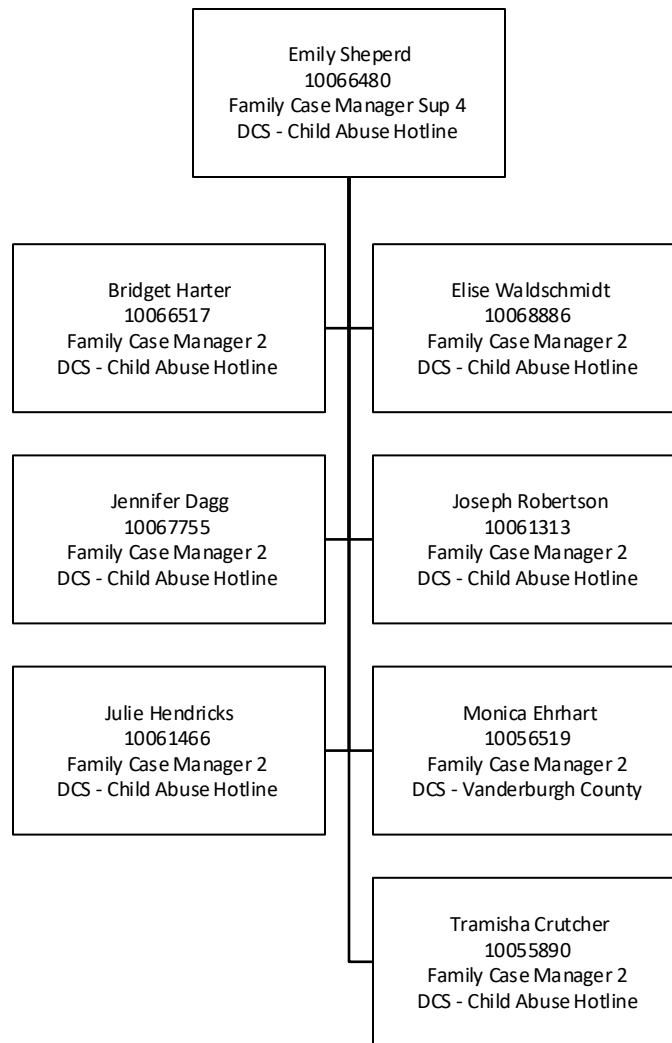 Emily Sheperd
10066480
Family Case Manager Sup 4
DCS - Child Abuse Hotline
Bridget Harter
10066517
Family Case Manager 2
DCS - Child Abuse Hotline
Elise Waldschmidt
10068886
Family Case Manager 2
DCS - Child Abuse Hotline
Jennifer Dagg
10067755
Family Case Manager 2
DCS - Child Abuse Hotline
Joseph Robertson
10061313
Family Case Manager 2
DCS - Child Abuse Hotline
Julie Hendricks
10061466
Family Case Manager 2
DCS - Child Abuse Hotline
Monica Ehrhart
10056519
Family Case Manager 2
DCS - Vanderburgh County
Tramisha Crutcher
10055890
Family Case Manager 2
DCS - Child Abuse Hotline